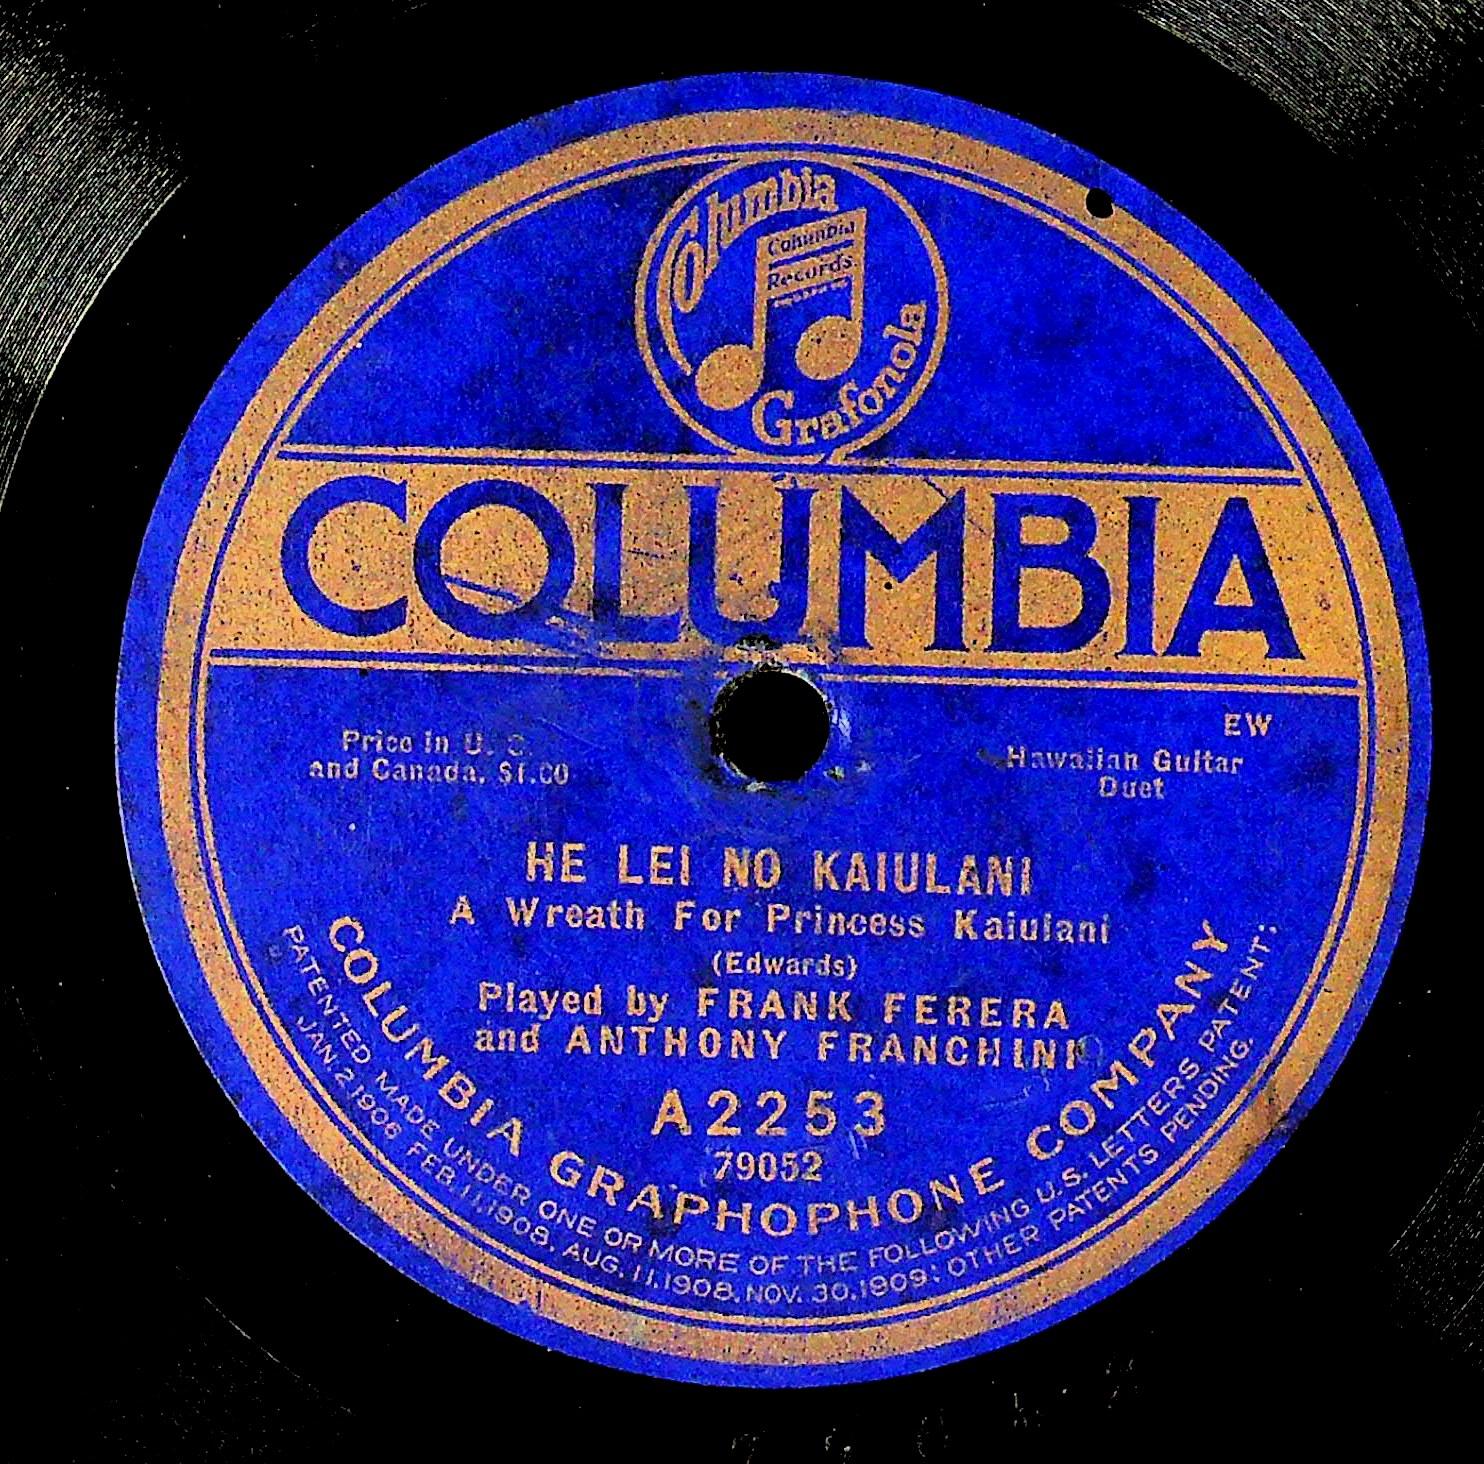 Columbia
Columbia
Records
Grafonola
COLUMBIA
Price in U. S.
and Canada, $1.00
EW
Hawaiian Guitar
Duet
HE LEI NO KAIULANI
A Wreath For Princess Kaiulani
(Edwards)
Played by FRANK FERERA
and ANTHONY FRANCHINI
A2253
79052
COLUMBIA GRAPHOPHONE COMPANY
PATENTED MADE UNDER ONE OR MORE OF THE FOLLOWING U.S. LETTERS PATENT:
JAN. 2 1906 FEB. 11, 1908, AUG. 11, 1908, NOV. 30, 1909: OTHER PATENTS PENDING.